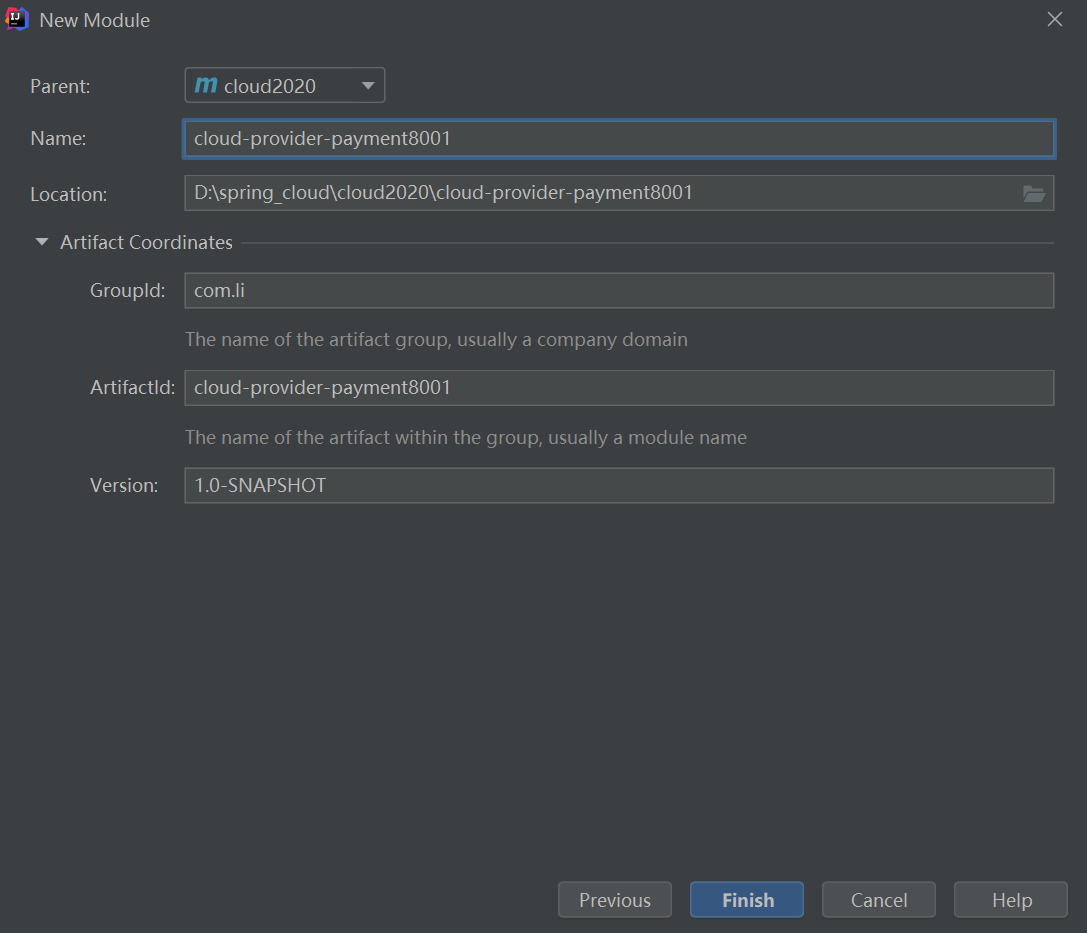 New Module
Parent: cloud2020
Name: cloud-provider-payment8001
Location: D:\spring_cloud\cloud2020\cloud-provider-payment8001
Artifact Coordinates
GroupId: com.li
The name of the artifact group, usually a company domain
ArtifactId: cloud-provider-payment8001
The name of the artifact within the group, usually a module name
Version: 1.0-SNAPSHOT
Previous Finish Cancel Help